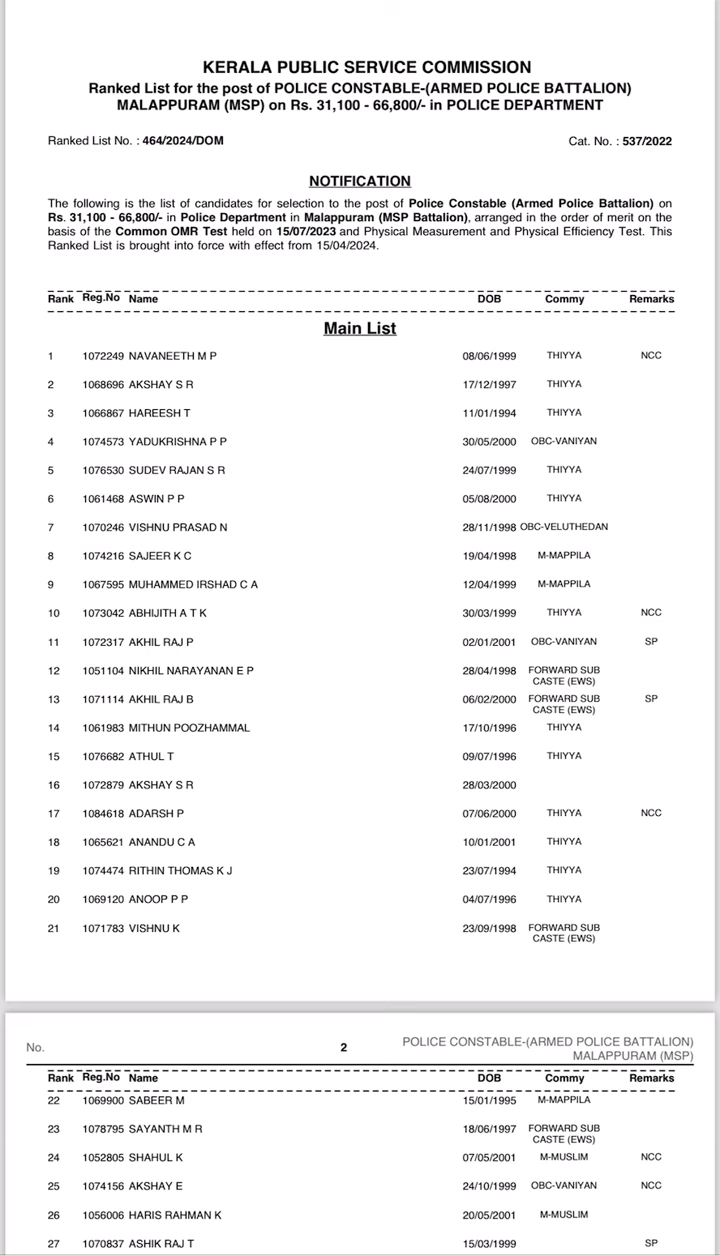 KERALA PUBLIC SERVICE COMMISSION
Ranked List for the post of POLICE CONSTABLE-(ARMED POLICE BATTALION)
MALAPPURAM (MSP) on Rs. 31,100 - 66,800/- in POLICE DEPARTMENT
Ranked List No. : 464/2024/DOM Cat. No. : 537/2022
NOTIFICATION
The following is the list of candidates for selection to the post of Police Constable (Armed Police Battalion) on
Rs. 31,100 - 66,800/- in Police Department in Malappuram (MSP Battalion), arranged in the order of merit on the
basis of the Common OMR Test held on 15/07/2023 and Physical Measurement and Physical Efficiency Test. This
Ranked List is brought into force with effect from 15/04/2024.
Rank Reg.No Name DOB Commy Remarks
Main List
1 1072249 NAVANEETH M P 08/06/1999 THIYYA NCC
2 1068696 AKSHAY S R 17/12/1997 THIYYA
3 1066867 HAREESH T 11/01/1994 THIYYA
4 1074573 YADUKRISHNA P P 30/05/2000 OBC-VANIYAN
5 1076530 SUDEV RAJAN S R 24/07/1999 THIYYA
6 1061468 ASWIN P P 05/08/2000 THIYYA
7 1070246 VISHNU PRASAD N 28/11/1998 OBC-VELUTHEDAN
8 1074216 SAJEER K C 19/04/1998 M-MAPPILA
9 1067595 MUHAMMED IRSHAD C A 12/04/1999 M-MAPPILA
10 1073042 ABHIJITH A T K 30/03/1999 THIYYA NCC
11 1072317 AKHIL RAJ P 02/01/2001 OBC-VANIYAN SP
12 1051104 NIKHIL NARAYANAN E P 28/04/1998 FORWARD SUB
CASTE (EWS)
13 1071114 AKHIL RAJ B 06/02/2000 FORWARD SUB SP
CASTE (EWS)
14 1061983 MITHUN POOZHAMMAL 17/10/1996 THIYYA
15 1076682 ATHUL T 09/07/1996 THIYYA
16 1072879 AKSHAY S R 28/03/2000
17 1084618 ADARSH P 07/06/2000 THIYYA NCC
18 1065621 ANANDU C A 10/01/2001 THIYYA
19 1074474 RITHIN THOMAS K J 23/07/1994 THIYYA
20 1069120 ANOOP P P 04/07/1996 THIYYA
21 1071783 VISHNU K 23/09/1998 FORWARD SUB
CASTE (EWS)
No. 2 POLICE CONSTABLE-(ARMED POLICE BATTALION)
MALAPPURAM (MSP)
Rank Reg.No Name DOB Commy Remarks
22 1069900 SABEER M 15/01/1995 M-MAPPILA
23 1078795 SAYANTH M R 18/06/1997 FORWARD SUB
CASTE (EWS)
24 1052805 SHAHUL K 07/05/2001 M-MUSLIM NCC
25 1074156 AKSHAY E 24/10/1999 OBC-VANIYAN NCC
26 1056006 HARIS RAHMAN K 20/05/2001 M-MUSLIM
27 1070837 ASHIK RAJ T 15/03/1999 SP